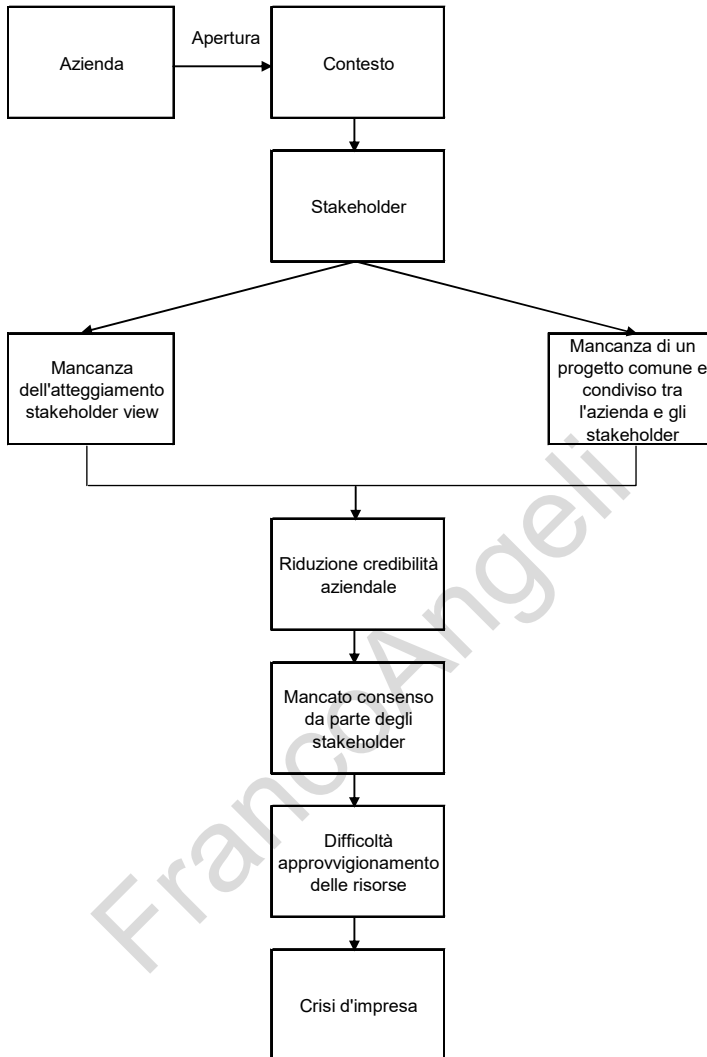 Azienda
Apertura
Contesto
Stakeholder
Mancanza
dell'atteggiamento
stakeholder view
Mancanza di un
progetto comune e
condiviso tra
l'azienda e gli
stakeholder
Riduzione credibilità
aziendale
Mancato consenso
da parte degli
stakeholder
Difficoltà
approvvigionamento
delle risorse
Crisi d'impresa
FrancoAngeli